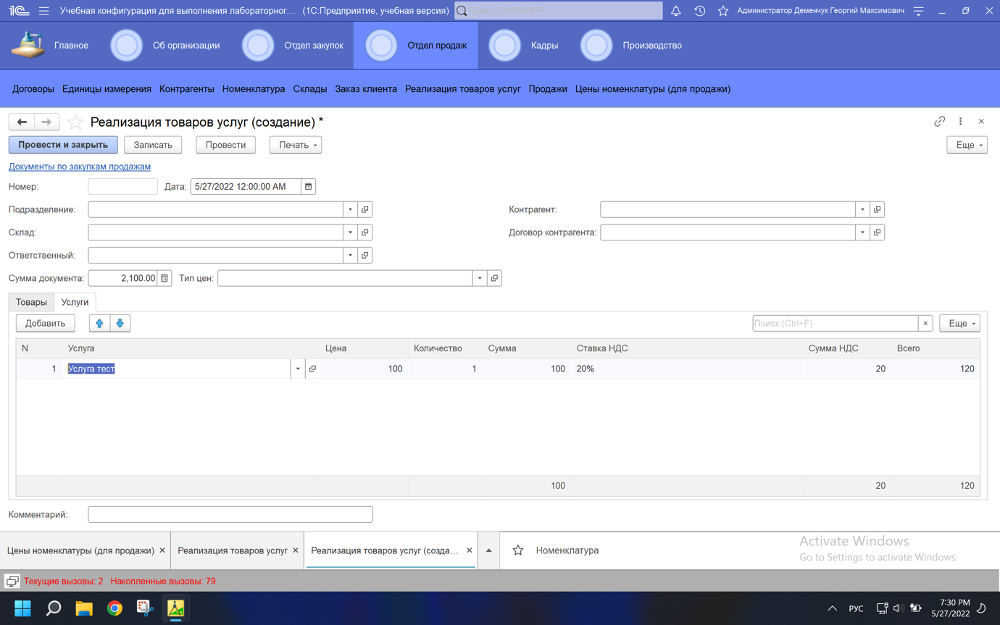 1С Учебная конфигурация для выполнения лабораторног... (1С:Предприятие, учебная версия) Поиск Ctrl+Shift+F Администратор Деменчук Георгий Максимович
Главное Об организации Отдел закупок Отдел продаж Кадры Производство
Договоры Единицы измерения Контрагенты Номенклатура Склады Заказ клиента Реализация товаров услуг Продажи Цены номенклатуры (для продажи)
Реализация товаров услуг (создание) *
Провести и закрыть Записать Провести Печать Еще
Документы по закупкам продажам
Номер: Дата: 5/27/2022 12:00:00 AM
Подразделение: Контрагент:
Склад: Договор контрагента:
Ответственный:
Сумма документа: 2,100.00 Тип цен:
Товары Услуги
Добавить Поиск (Ctrl+F) × Еще
N Услуга Цена Количество Сумма Ставка НДС Сумма НДС Всего
1 Услуга тест 100 1 100 20% 20 120
100 20 120
Комментарий:
Цены номенклатуры (для продажи) × Реализация товаров услуг × Реализация товаров услуг (созда... × Номенклатура
Activate Windows
Go to Settings to activate Windows.
Текущие вызовы: 2 Накопленные вызовы: 79
РУС 7:30 PM
5/27/2022